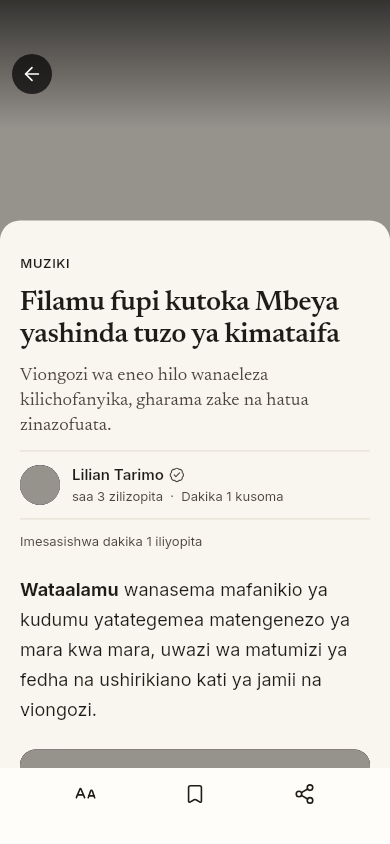 MUZIKI
Filamu fupi kutoka Mbeya
yashinda tuzo ya kimataifa
Viongozi wa eneo hilo wanaeleza
kilichofanyika, gharama zake na hatua
zinazofuata.
Lilian Tarimo
saa 3 zilizopita · Dakika 1 kusoma
Imesasishwa dakika 1 iliyopita
Wataalamu wanasema mafanikio ya
kudumu yatategemea matengenezo ya
mara kwa mara, uwazi wa matumizi ya
fedha na ushirikiano kati ya jamii na
viongozi.
AA